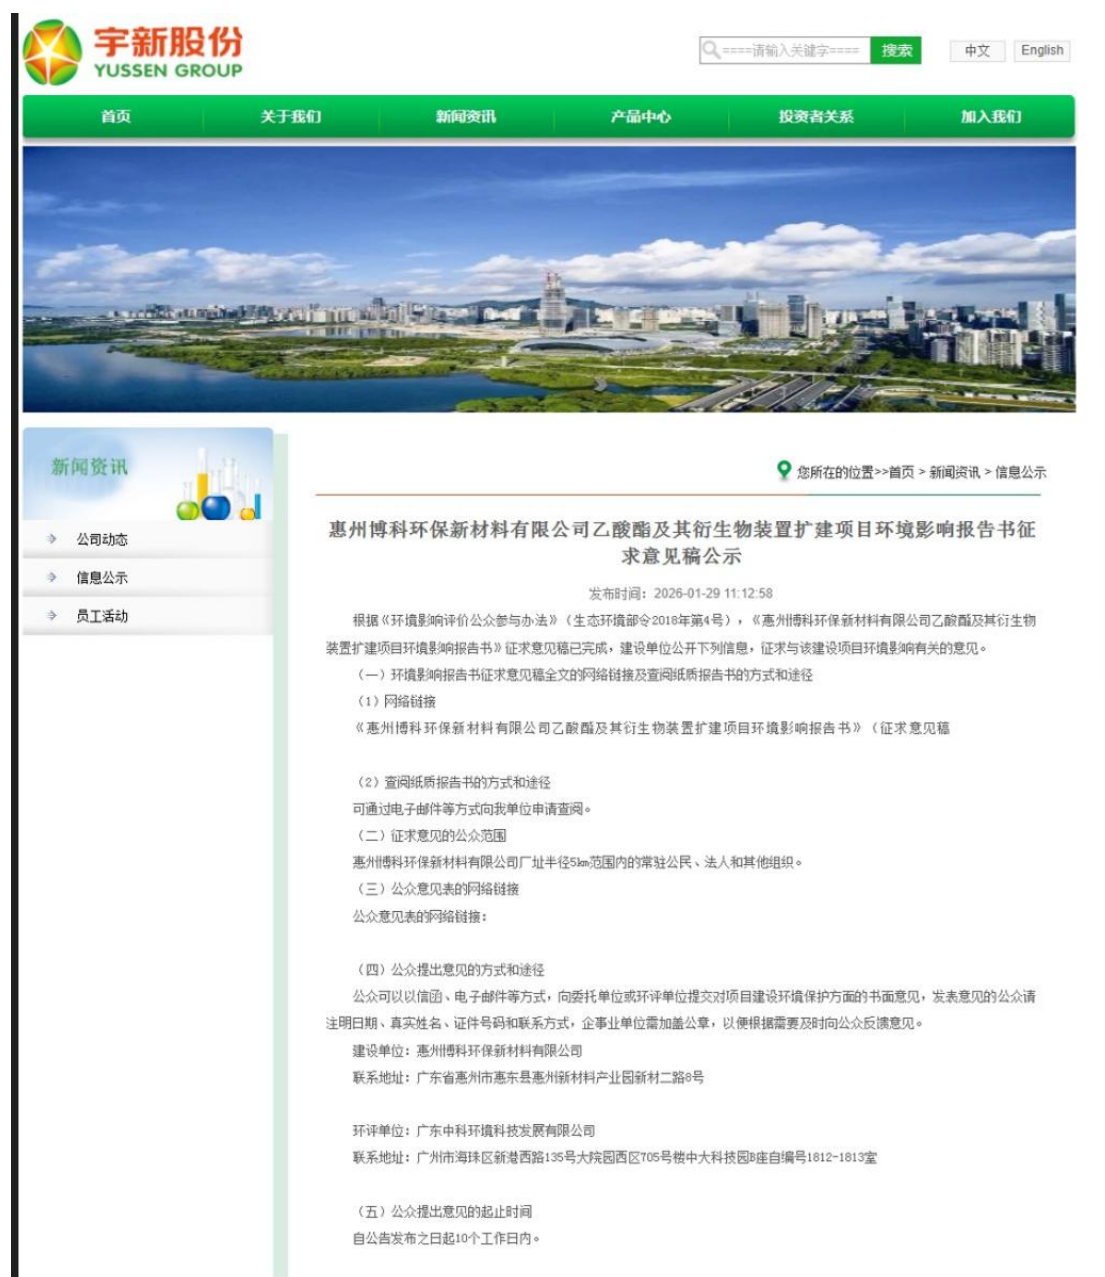 宇新股份
YUSSEN GROUP
====请输入关键字====
搜索
中文
English
首页
关于我们
新闻资讯
产品中心
投资者关系
加入我们
新闻资讯
您所在的位置>>首页 > 新闻资讯 > 信息公示
公司动态
信息公示
员工活动
惠州博科环保新材料有限公司乙酸酯及其衍生物装置扩建项目环境影响报告书征
求意见稿公示
发布时间：2026-01-29 11:12:58
根据《环境影响评价公众参与办法》（生态环境部令2018年第4号），《惠州博科环保新材料有限公司乙酸酯及其衍生物
装置扩建项目环境影响报告书》征求意见稿已完成，建设单位公开下列信息，征求与该建设项目环境影响有关的意见。
（一）环境影响报告书征求意见稿全文的网络链接及查阅纸质报告书的方式和途径
（1）网络链接
《惠州博科环保新材料有限公司乙酸酯及其衍生物装置扩建项目环境影响报告书》（征求意见稿
（2）查阅纸质报告书的方式和途径
可通过电子邮件等方式向我单位申请查阅。
（二）征求意见的公众范围
惠州博科环保新材料有限公司厂址半径5km范围内的常驻公民、法人和其他组织。
（三）公众意见表的网络链接
公众意见表的网络链接：
（四）公众提出意见的方式和途径
公众可以以信函、电子邮件等方式，向委托单位或环评单位提交对项目建设环境保护方面的书面意见，发表意见的公众请
注明日期、真实姓名、证件号码和联系方式，企事业单位需加盖公章，以便根据需要及时向公众反馈意见。
建设单位：惠州博科环保新材料有限公司
联系地址：广东省惠州市惠东县惠州新材料产业园新材二路8号
环评单位：广东中科环境科技发展有限公司
联系地址：广州市海珠区新港西路135号大院园西区705号楼中大科技园B座自编号1812-1813室
（五）公众提出意见的起止时间
自公告发布之日起10个工作日内。